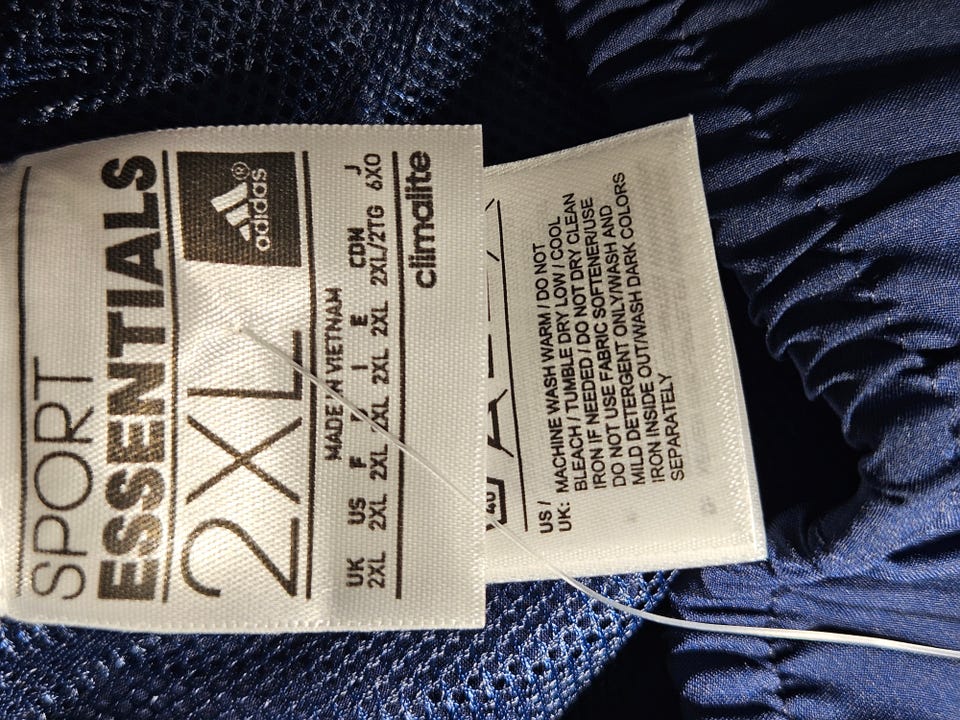 SPORT
ESSENTIALS
2XL
adidas®
MADE IN VIETNAM
UK US F D I E CDN J
2XL 2XL 2XL 2XL 2XL 2XL 2XL/2TG 6XO
climalite
40
US /
UK: MACHINE WASH WARM / DO NOT
BLEACH / TUMBLE DRY LOW / COOL
IRON IF NEEDED / DO NOT DRY CLEAN
DO NOT USE FABRIC SOFTENER/USE
MILD DETERGENT ONLY/WASH AND
IRON INSIDE OUT/WASH DARK COLORS
SEPARATELY